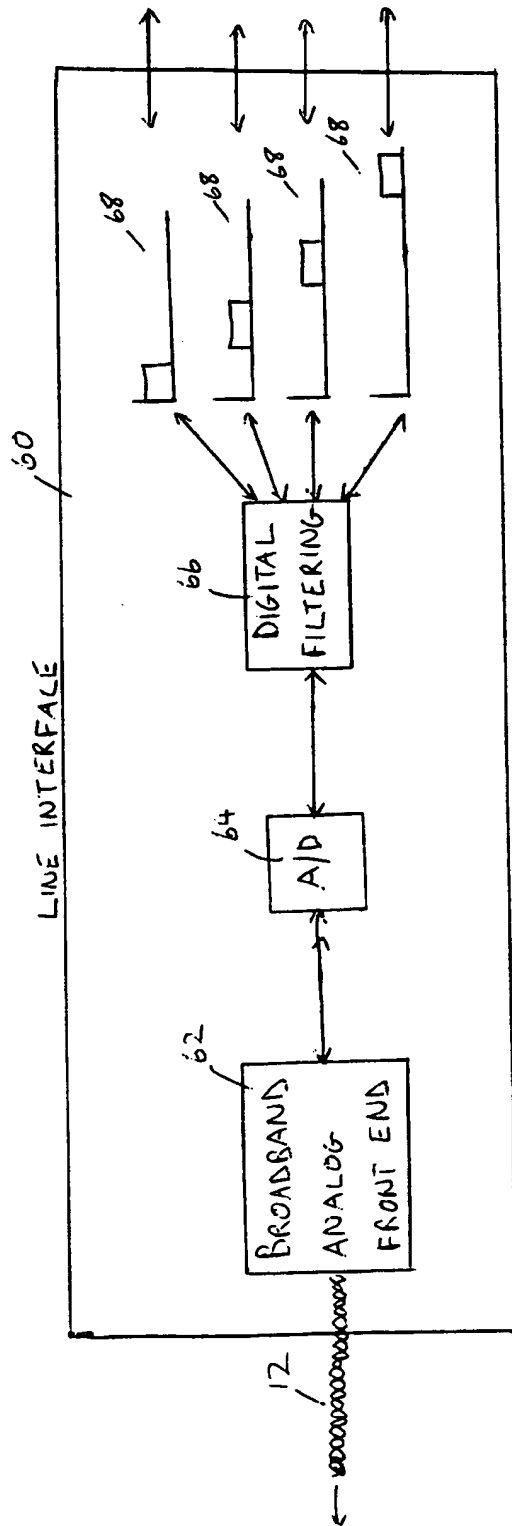 LINE INTERFACE
60
12
62
BROADBAND
ANALOG
FRONT END
64
A/D
66
DIGITAL
FILTERING
68
68
68
68